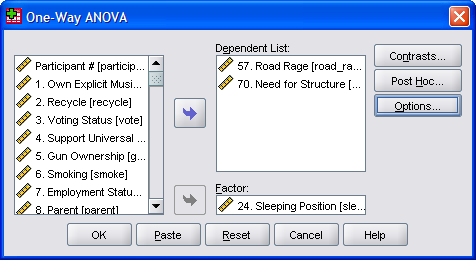 One-Way ANOVA
Dependent List:
Participant # [particip...
1. Own Explicit Musi...
2. Recycle [recycle]
3. Voting Status [vote]
4. Support Universal ...
5. Gun Ownership [g...
6. Smoking [smoke]
7. Employment Statu...
8. Parent [parent]
57. Road Rage [road_ra...
70. Need for Structure [...
Contrasts...
Post Hoc...
Options...
Factor:
24. Sleeping Position [sle...
OK
Paste
Reset
Cancel
Help